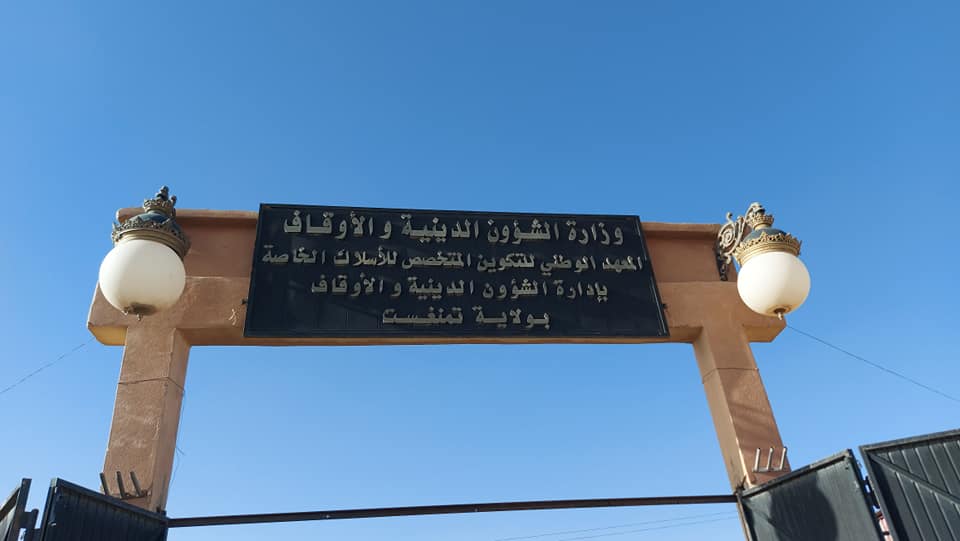 وزارة الشؤون الدينية و الأوقاف
المعهد الوطني للتكوين المتخصص للأسلاك الخاصة
بإدارة الشؤون الدينية و الأوقاف
بولاية تمنغست